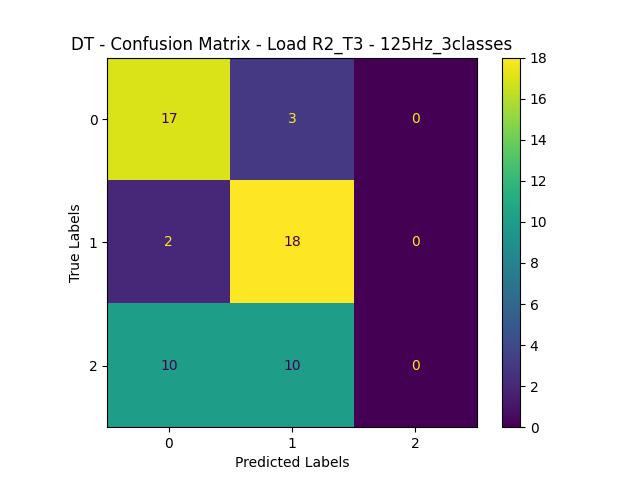 DT - Confusion Matrix - Load R2_T3 - 125Hz_3classes
True Labels
0
1
2
17 3 0
2 18 0
10 10 0
0 1 2
Predicted Labels
18
16
14
12
10
8
6
4
2
0